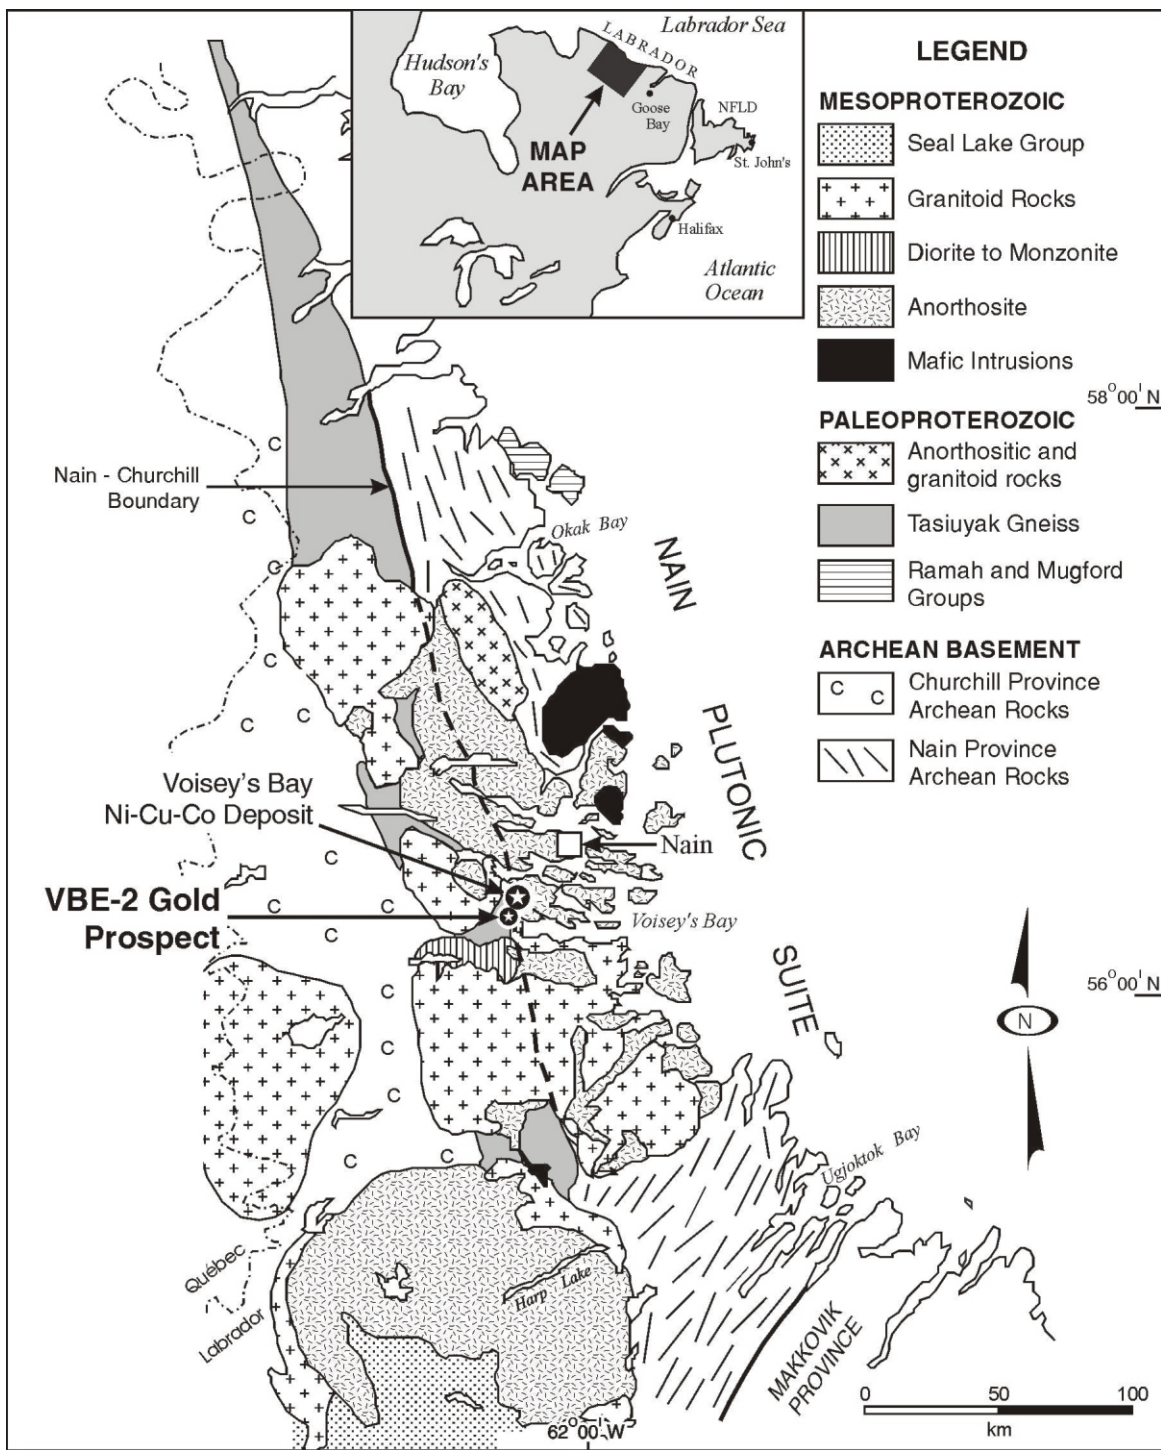 Labrador Sea
LABRADOR
Hudson's
Bay
Goose
Bay
NFLD
St. John's
MAP
AREA
Halifax
Atlantic
Ocean
LEGEND
MESOPROTEROZOIC
Seal Lake Group
Granitoid Rocks
Diorite to Monzonite
Anorthosite
Mafic Intrusions
58°00' N
PALEOPROTEROZOIC
Anorthositic and
granitoid rocks
Tasiuyak Gneiss
Ramah and Mugford
Groups
ARCHEAN BASEMENT
C C
Churchill Province
Archean Rocks
Nain Province
Archean Rocks
C
Nain - Churchill
Boundary
C
C
C
C
C
Okak Bay
NAIN
PLUTONIC
SUITE
Voisey's Bay
Ni-Cu-Co Deposit
Nain
C
C
C
VBE-2 Gold
Prospect
Voisey's Bay
56°00' N
N
C
C
C
C
C
Ugjoktok Bay
Québec
Labrador
Harp Lake
MAKKOVIK
PROVINCE
0 50 100
km
62°00' W